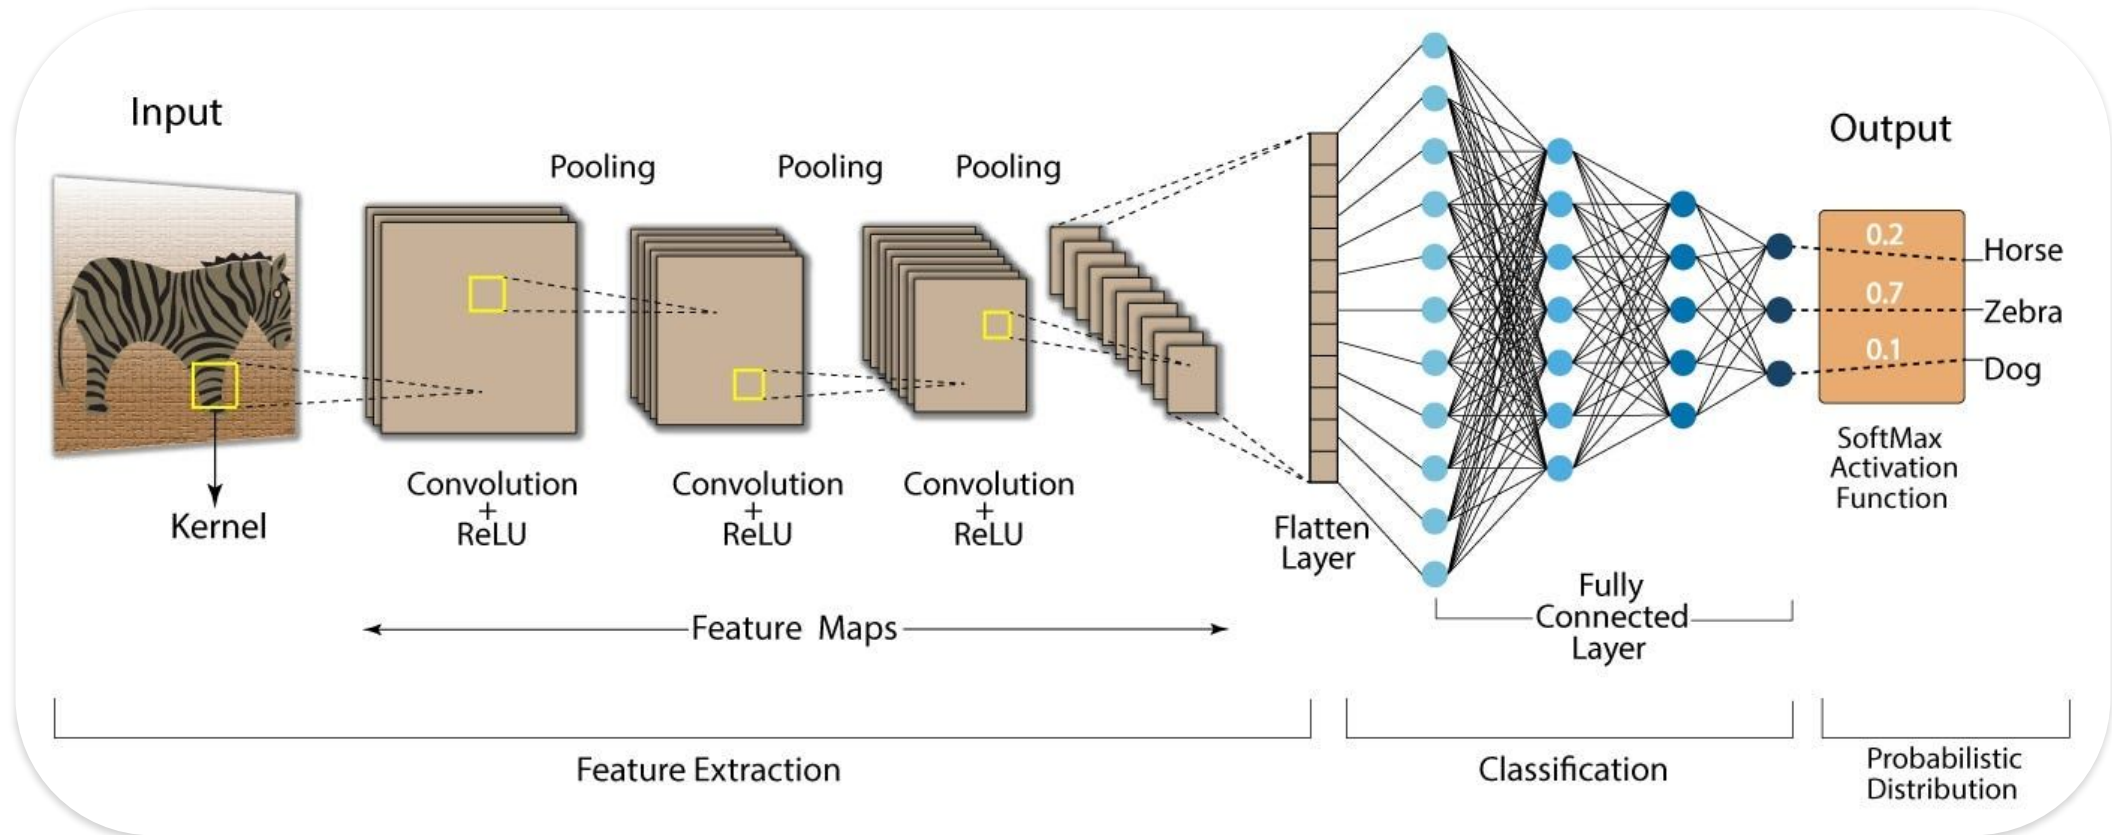 Input
Kernel
Pooling
Pooling
Pooling
Convolution
+
ReLU
Convolution
+
ReLU
Convolution
+
ReLU
Feature Maps
Flatten
Layer
Fully
Connected
Layer
Output
0.2
Horse
0.7
Zebra
0.1
Dog
SoftMax
Activation
Function
Feature Extraction
Classification
Probabilistic
Distribution